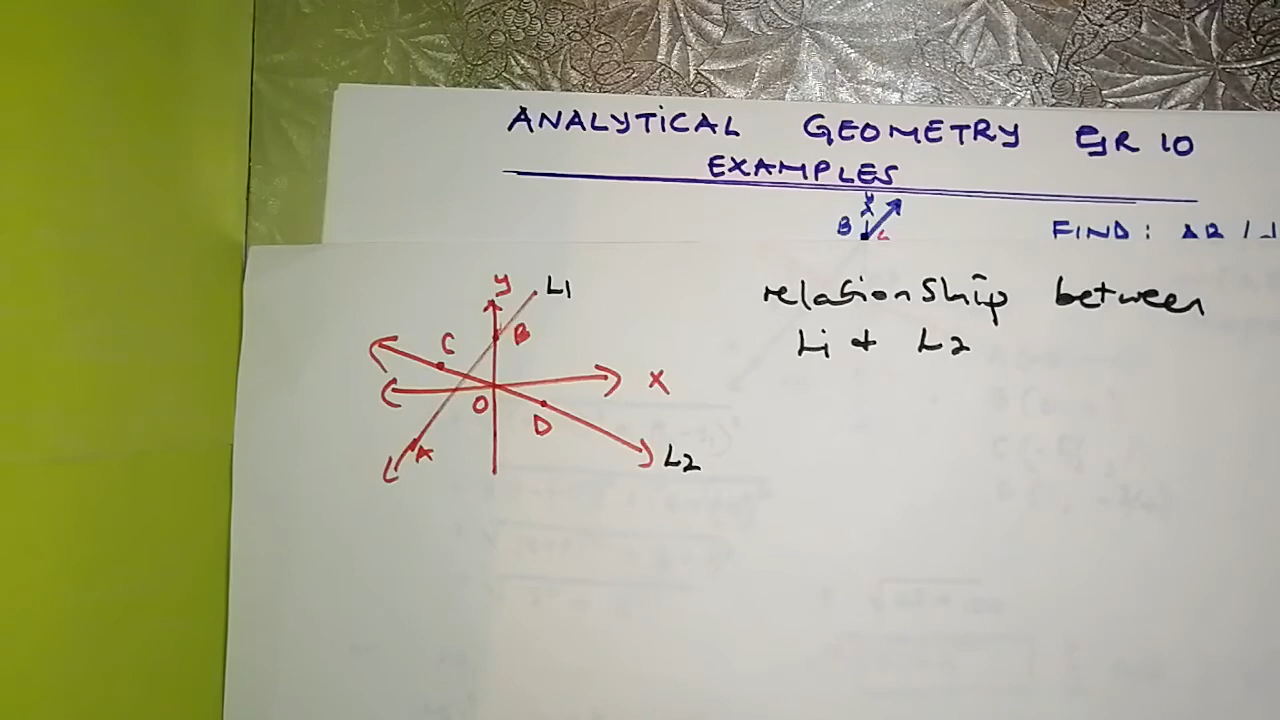 ANALYTICAL GEOMETRY GR 10
EXAMPLES
y
B
FIND:
y
L1
relationship between
B
L1 + L2
C
X
O
D
A
L2